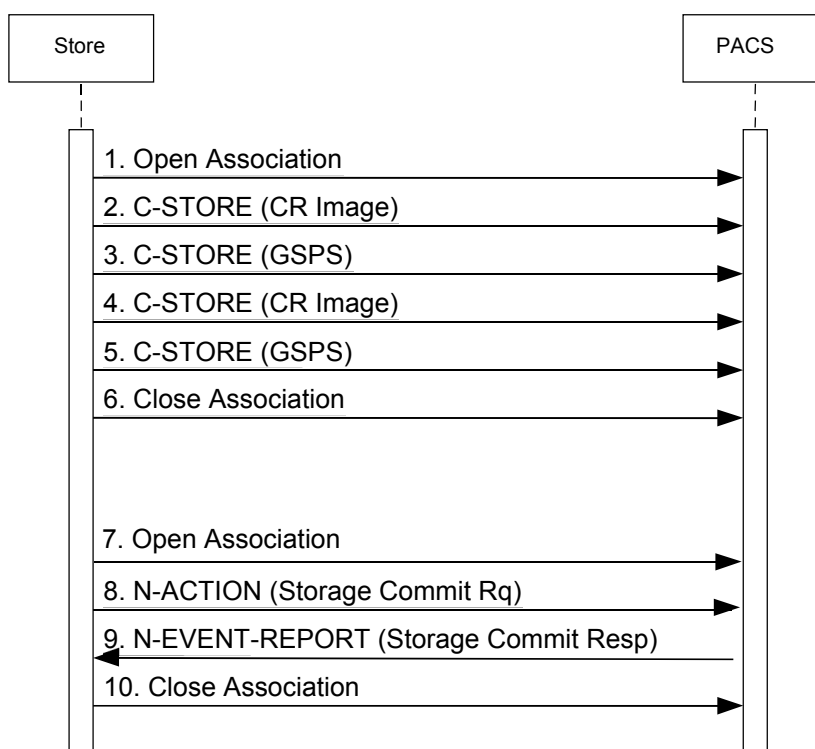 Store
PACS
1. Open Association
2. C-STORE (CR Image)
3. C-STORE (GSPS)
4. C-STORE (CR Image)
5. C-STORE (GSPS)
6. Close Association
7. Open Association
8. N-ACTION (Storage Commit Rq)
9. N-EVENT-REPORT (Storage Commit Resp)
10. Close Association